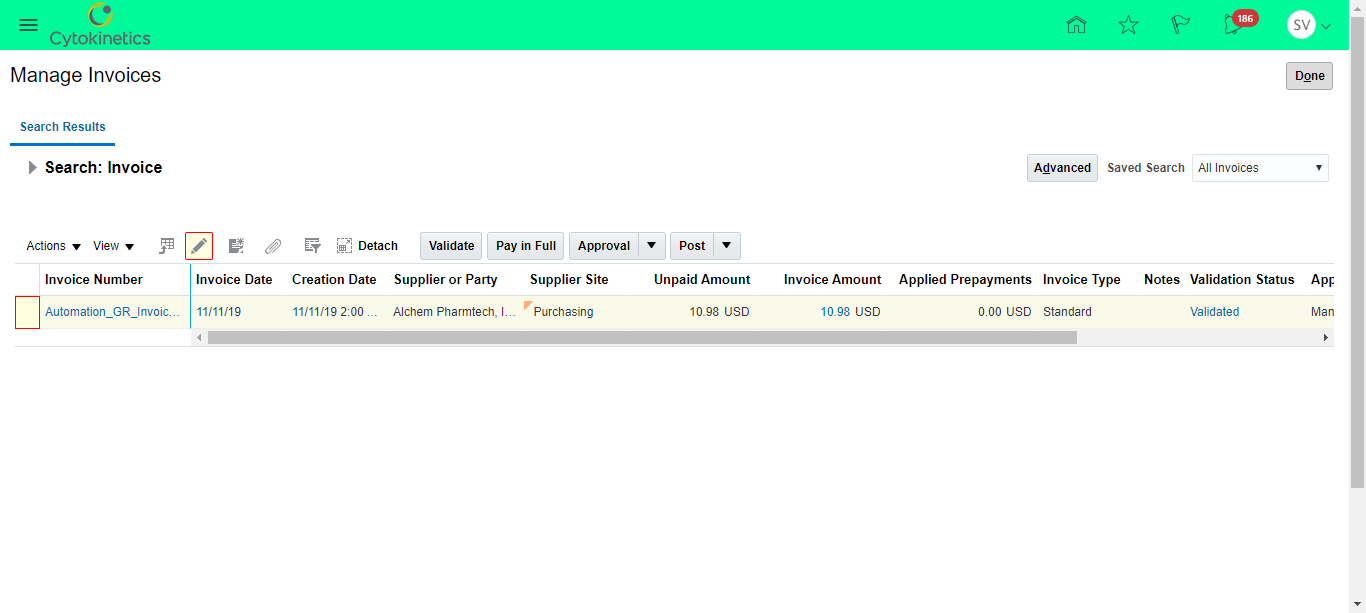 Cytokinetics
186
SV
Manage Invoices
Done
Search Results
Search: Invoice
Advanced Saved Search All Invoices
Actions View Detach Validate Pay in Full Approval Post
Invoice Number Invoice Date Creation Date Supplier or Party Supplier Site Unpaid Amount Invoice Amount Applied Prepayments Invoice Type Notes Validation Status App
Automation_GR_Invoic... 11/11/19 11/11/19 2:00 ... Alchem Pharmtech, I... Purchasing 10.98 USD 10.98 USD 0.00 USD Standard Validated Man